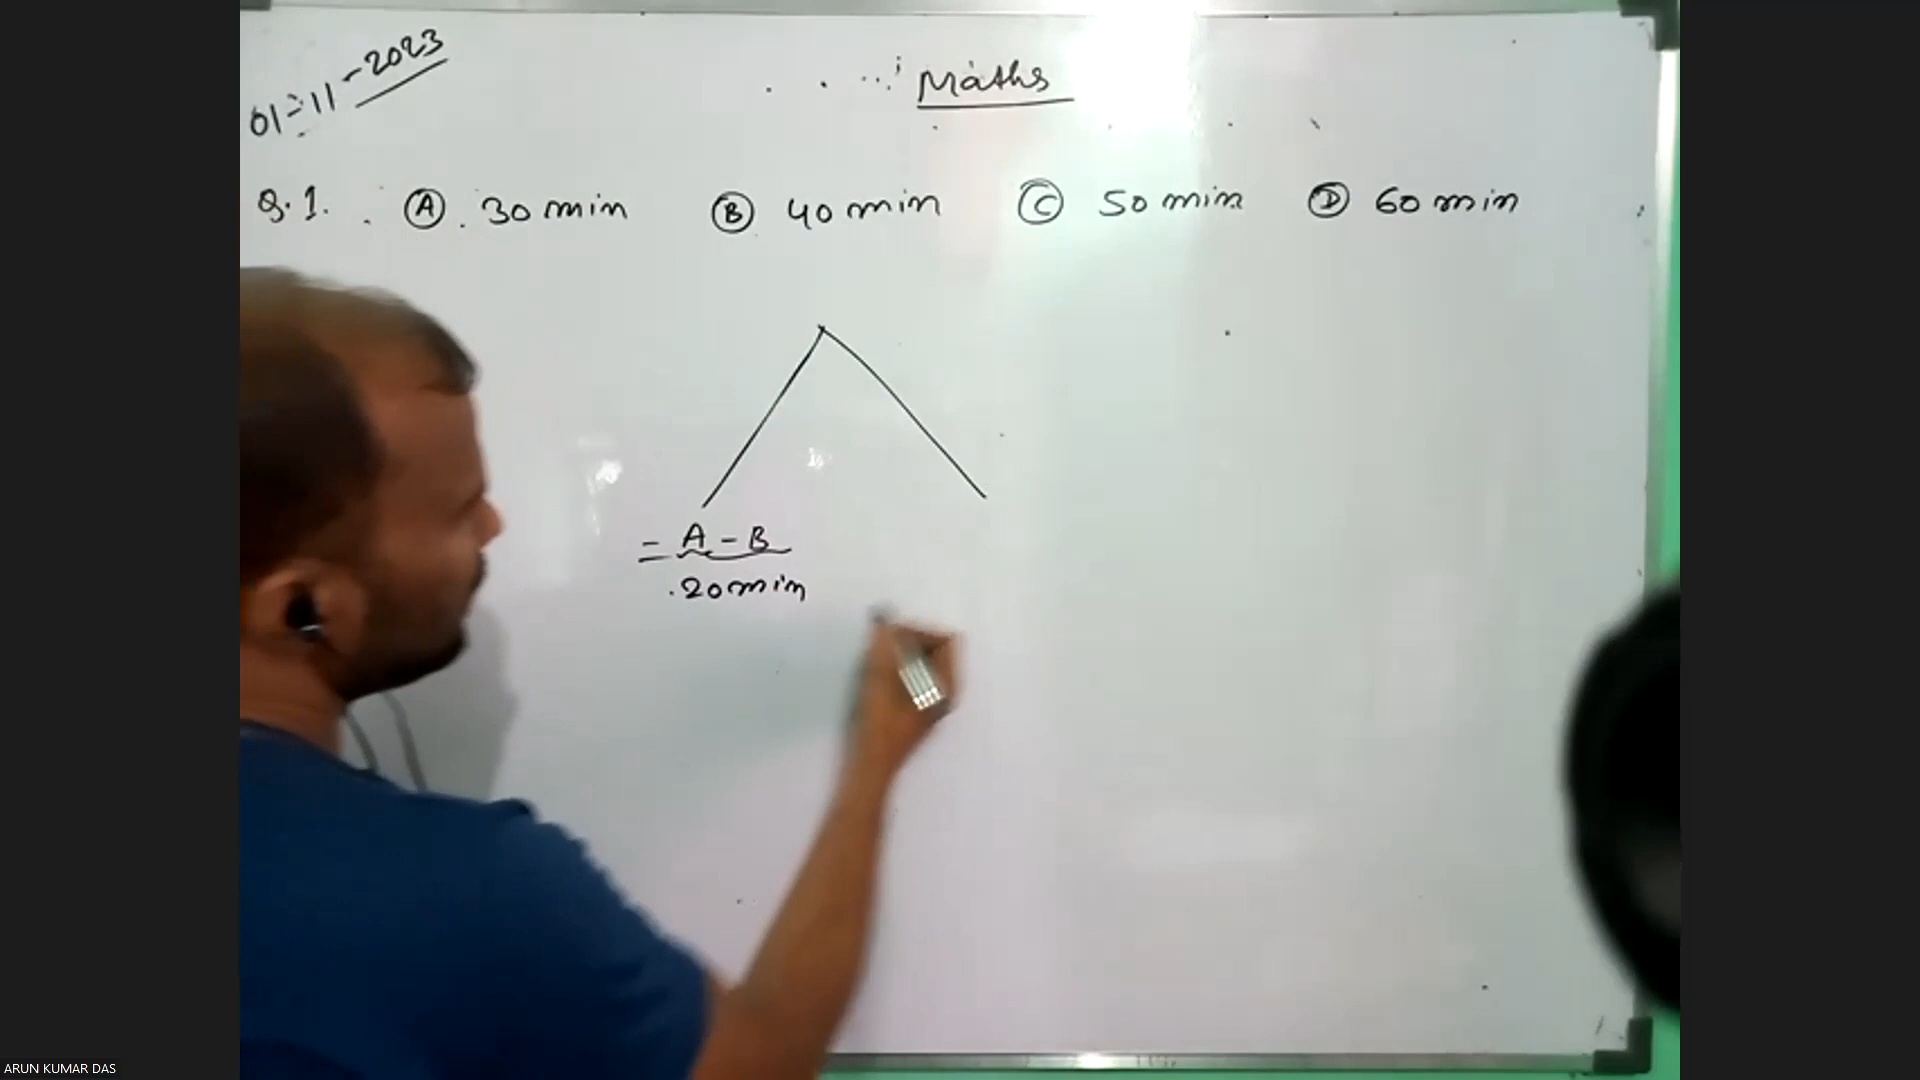 01-11-2023
Maths
Q.1. Ⓐ 30 min Ⓑ 40 min Ⓒ 50 min Ⓓ 60 min
= A - B
20 min
ARUN KUMAR DAS